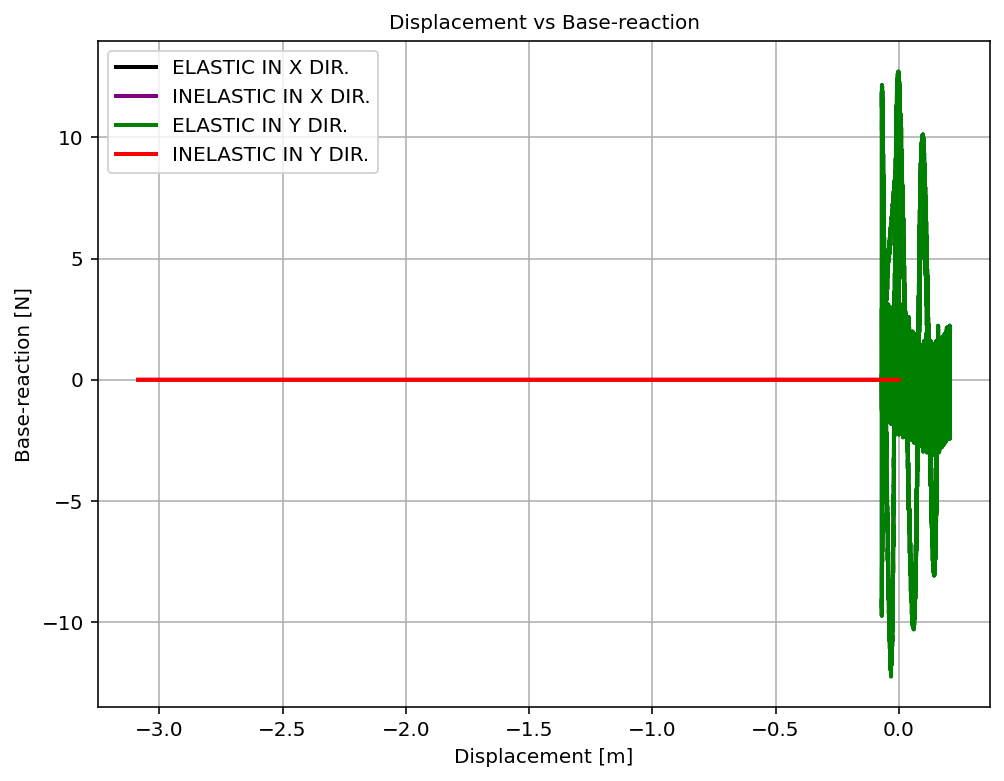 Displacement vs Base-reaction
ELASTIC IN X DIR.
INELASTIC IN X DIR.
ELASTIC IN Y DIR.
INELASTIC IN Y DIR.
Base-reaction [N]
10
5
0
−5
−10
−3.0 −2.5 −2.0 −1.5 −1.0 −0.5 0.0
Displacement [m]